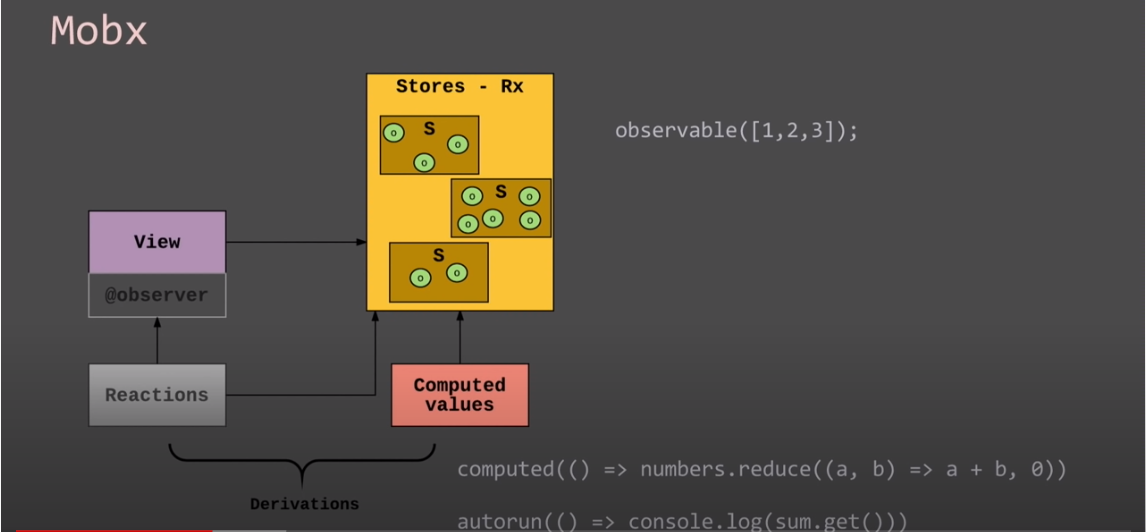 Mobx
Stores - Rx
S
o
o
o
observable([1,2,3]);
S
o
o
o
o
o
View
@observer
S
o
o
Reactions
Computed
values
Derivations
computed(() => numbers.reduce((a, b) => a + b, 0))
autorun(() => console.log(sum.get()))